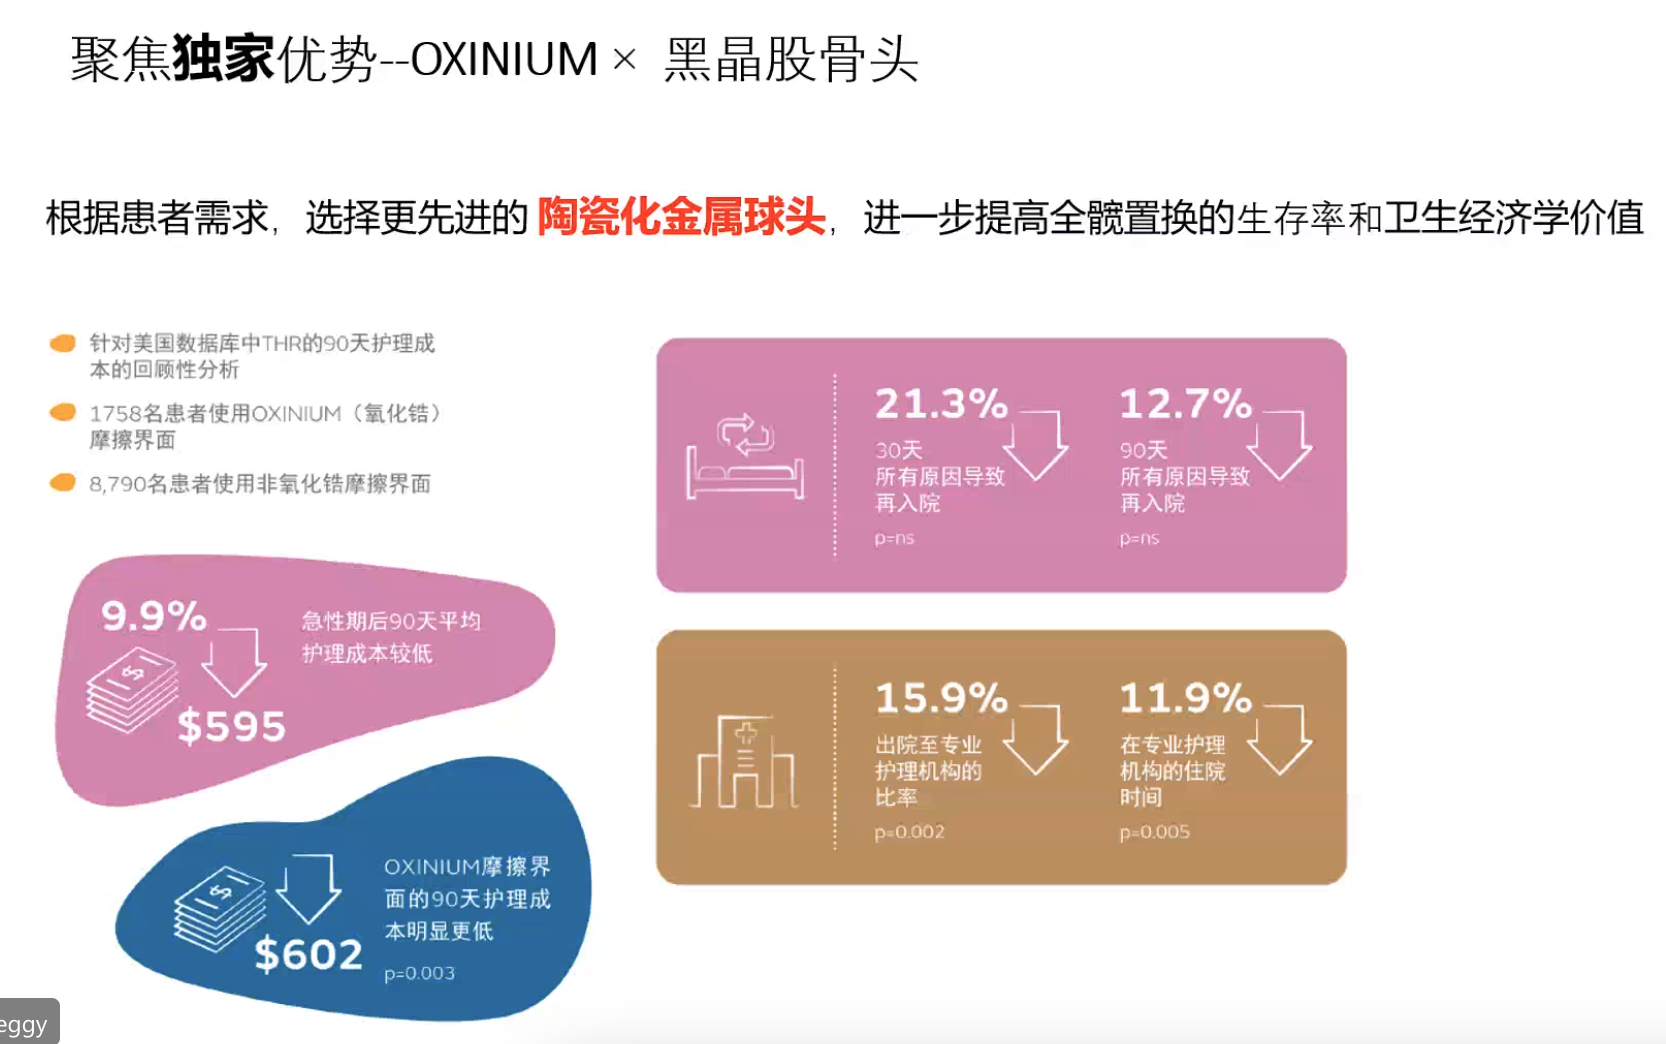 聚焦独家优势--OXINIUM × 黑晶股骨头
根据患者需求，选择更先进的 陶瓷化金属球头，进一步提高全髋置换的生存率和卫生经济学价值
针对美国数据库中THR的90天护理成
本的回顾性分析
1758名患者使用OXINIUM（氧化锆）
摩擦界面
8,790名患者使用非氧化锆摩擦界面
9.9%
急性期后90天平均
护理成本较低
$
$595
OXINIUM摩擦界
面的90天护理成
本明显更低
$
$602
p=0.003
21.3%
30天
所有原因导致
再入院
p=ns
12.7%
90天
所有原因导致
再入院
p=ns
15.9%
出院至专业
护理机构的
比率
p=0.002
11.9%
在专业护理
机构的住院
时间
p=0.005
eggy